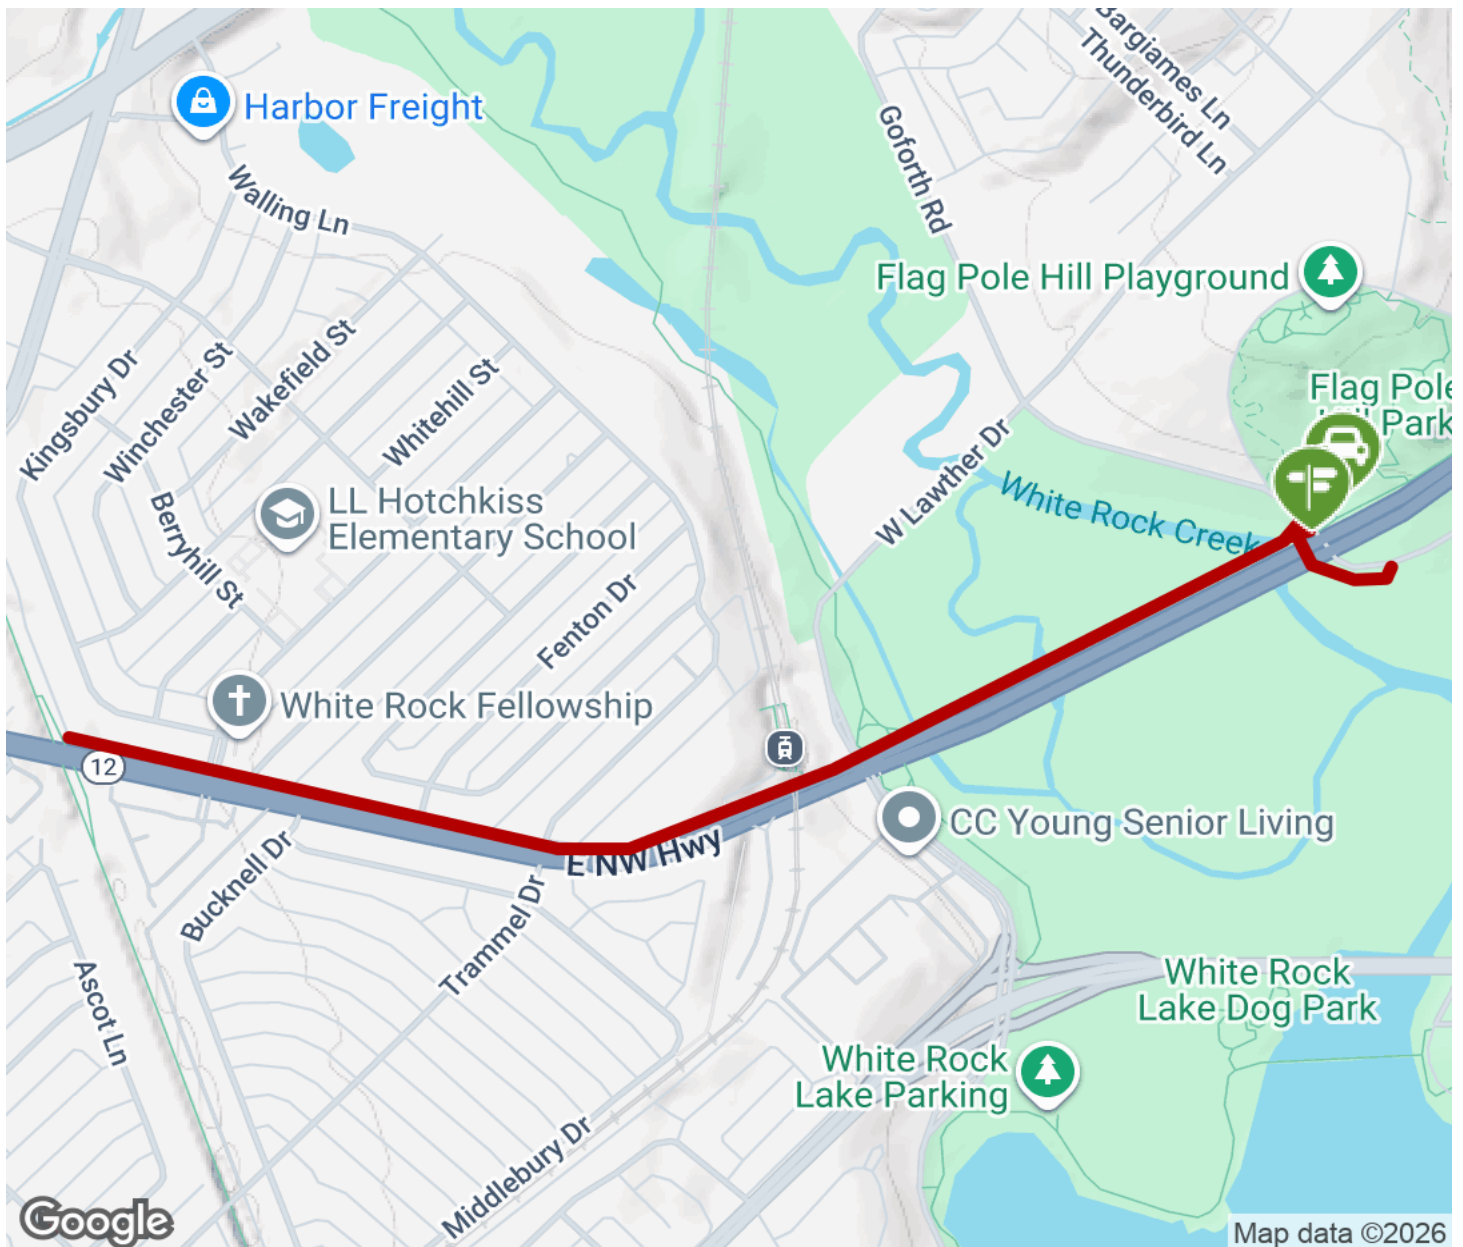 Bargiames Ln
Thunderbird Ln
Harbor Freight
Goforth Rd
Walling Ln
Flag Pole Hill Playground
Kingsbury Dr
Winchester St
Wakefield St
Whitehill St
Flag Pole
Hill Park
W Lawther Dr
White Rock Creek
LL Hotchkiss
Elementary School
Berryhill St
Fenton Dr
White Rock Fellowship
12
E NW Hwy
CC Young Senior Living
Bucknell Dr
Trammel Dr
Ascot Ln
White Rock
Lake Dog Park
White Rock
Lake Parking
Middlebury Dr
Google
Map data ©2026